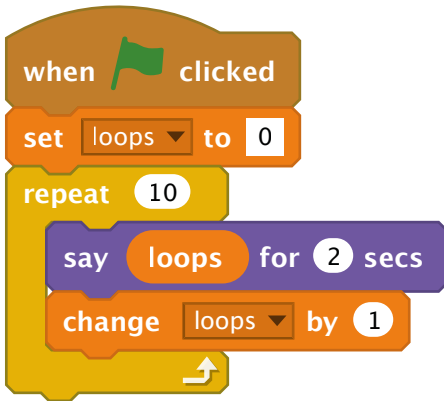 when clicked
set loops to 0
repeat 10
say loops for 2 secs
change loops by 1